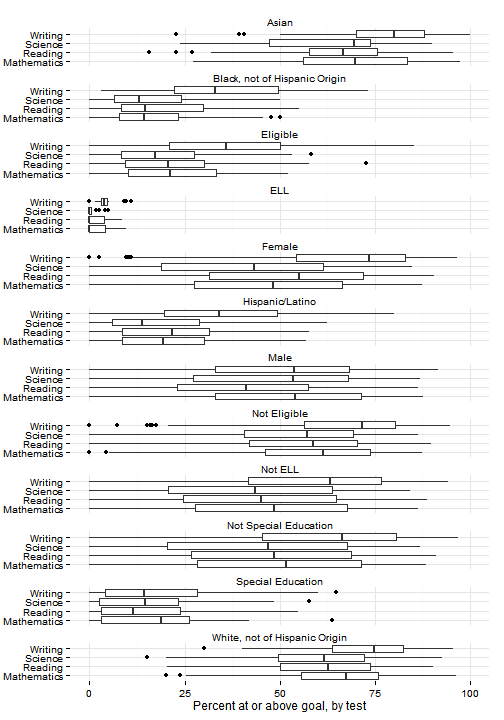 Asian
Writing
Science
Reading
Mathematics
Black, not of Hispanic Origin
Writing
Science
Reading
Mathematics
Eligible
Writing
Science
Reading
Mathematics
ELL
Writing
Science
Reading
Mathematics
Female
Writing
Science
Reading
Mathematics
Hispanic/Latino
Writing
Science
Reading
Mathematics
Male
Writing
Science
Reading
Mathematics
Not Eligible
Writing
Science
Reading
Mathematics
Not ELL
Writing
Science
Reading
Mathematics
Not Special Education
Writing
Science
Reading
Mathematics
Special Education
Writing
Science
Reading
Mathematics
White, not of Hispanic Origin
Writing
Science
Reading
Mathematics
0 25 50 75 100
Percent at or above goal, by test